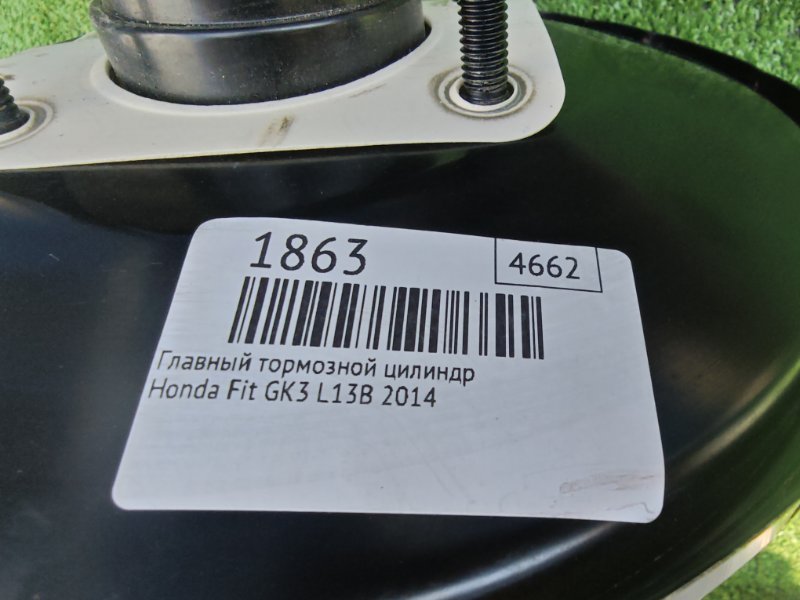 1863
4662
Главный тормозной цилиндр
Honda Fit GK3 L13B 2014